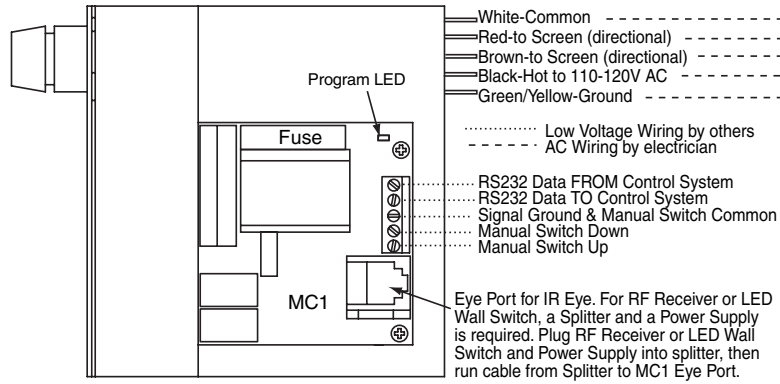 White-Common
Red-to Screen (directional)
Brown-to Screen (directional)
Black-Hot to 110-120V AC
Green/Yellow-Ground
Program LED
Fuse
Low Voltage Wiring by others
AC Wiring by electrician
RS232 Data FROM Control System
RS232 Data TO Control System
Signal Ground & Manual Switch Common
Manual Switch Down
Manual Switch Up
MC1
Eye Port for IR Eye. For RF Receiver or LED
Wall Switch, a Splitter and a Power Supply
is required. Plug RF Receiver or LED Wall
Switch and Power Supply into splitter, then
run cable from Splitter to MC1 Eye Port.